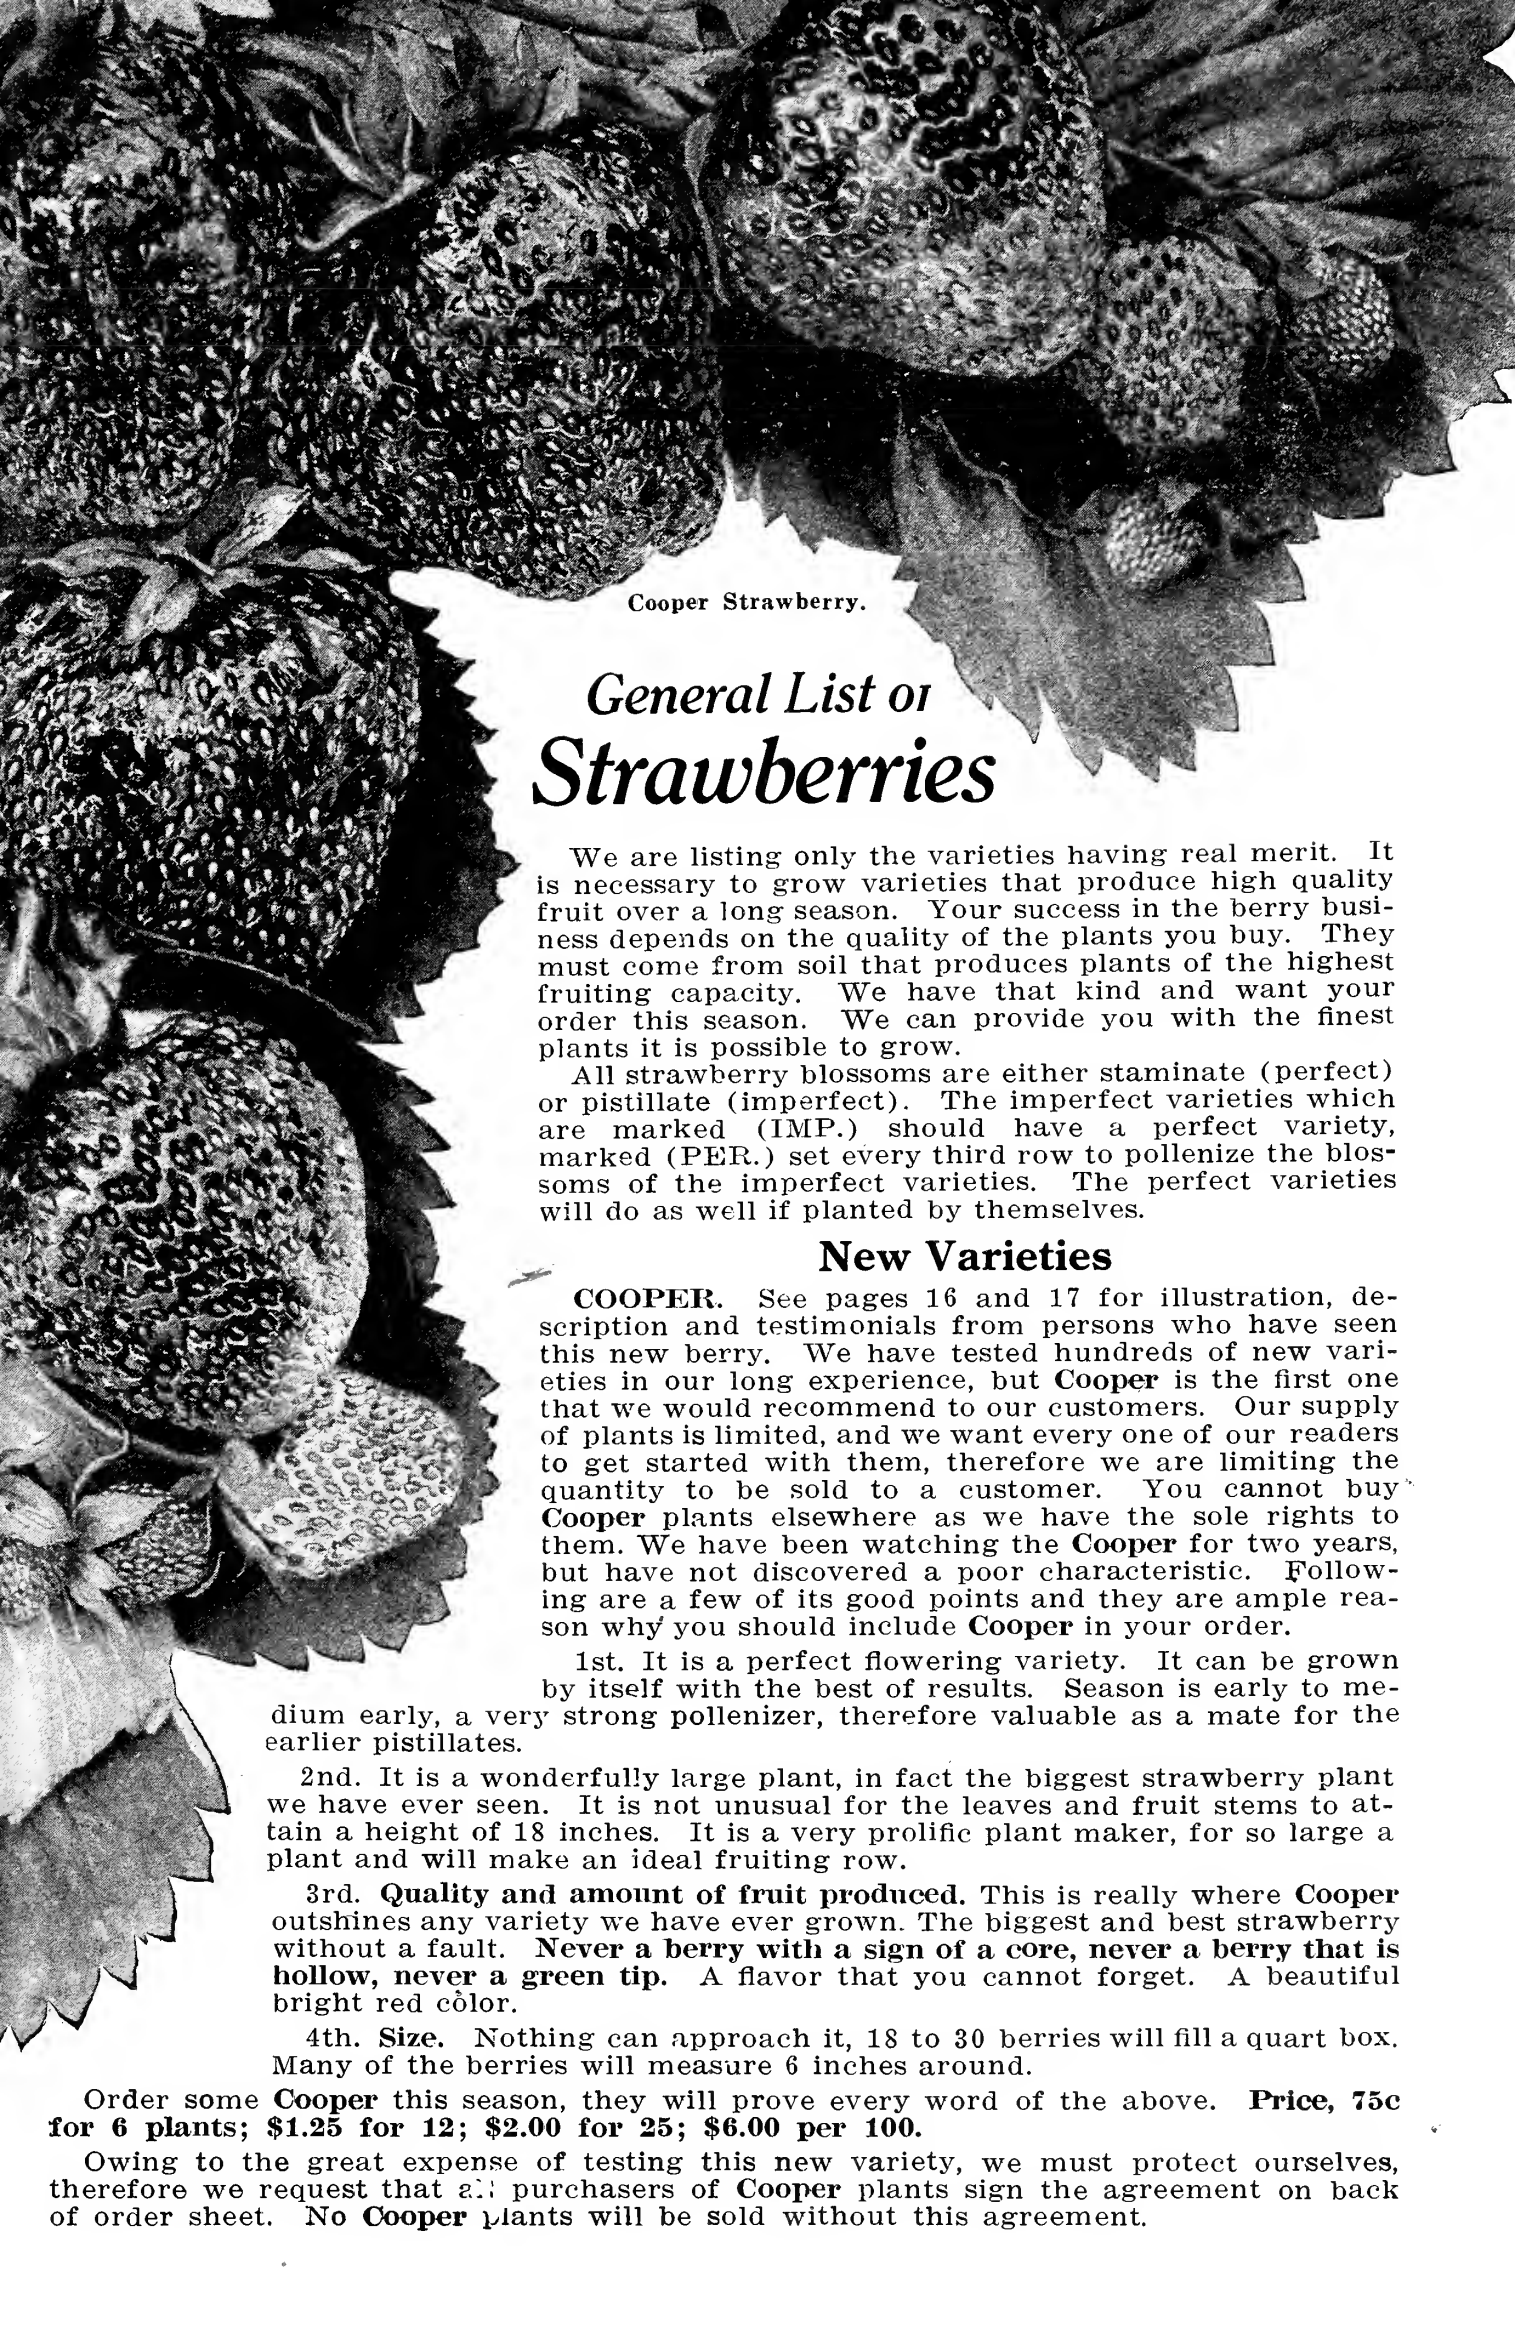 Cooper Strawberry.
General List of
Strawberries
We are listing only the varieties having real merit. It
is necessary to grow varieties that produce high quality
fruit over a long season. Your success in the berry busi-
ness depends on the quality of the plants you buy. They
must come from soil that produces plants of the highest
fruiting capacity. We have that kind and want your
order this season. We can provide you with the finest
plants it is possible to grow.
All strawberry blossoms are either staminate (perfect)
or pistillate (imperfect). The imperfect varieties which
are marked (IMP.) should have a perfect variety,
marked (PER.) set every third row to pollenize the blos-
soms of the imperfect varieties. The perfect varieties
will do as well if planted by themselves.
New Varieties
COOPER. See pages 16 and 17 for illustration, de-
scription and testimonials from persons who have seen
this new berry. We have tested hundreds of new vari-
eties in our long experience, but Cooper is the first one
that we would recommend to our customers. Our supply
of plants is limited, and we want every one of our readers
to get started with them, therefore we are limiting the
quantity to be sold to a customer. You cannot buy
Cooper plants elsewhere as we have the sole rights to
them. We have been watching the Cooper for two years,
but have not discovered a poor characteristic. Follow-
ing are a few of its good points and they are ample rea-
son why you should include Cooper in your order.
1st. It is a perfect flowering variety. It can be grown
by itself with the best of results. Season is early to me-
dium early, a very strong pollenizer, therefore valuable as a mate for the
earlier pistillates.
2nd. It is a wonderfully large plant, in fact the biggest strawberry plant
we have ever seen. It is not unusual for the leaves and fruit stems to at-
tain a height of 18 inches. It is a very prolific plant maker, for so large a
plant and will make an ideal fruiting row.
3rd. Quality and amount of fruit produced. This is really where Cooper
outshines any variety we have ever grown. The biggest and best strawberry
without a fault. Never a berry with a sign of a core, never a berry that is
hollow, never a green tip. A flavor that you cannot forget. A beautiful
bright red color.
4th. Size. Nothing can approach it, 18 to 30 berries will fill a quart box.
Many of the berries will measure 6 inches around.
Order some Cooper this season, they will prove every word of the above. Price, 75c
for 6 plants; $1.25 for 12; $2.00 for 25; $6.00 per 100.
Owing to the great expense of testing this new variety, we must protect ourselves,
therefore we request that all purchasers of Cooper plants sign the agreement on back
of order sheet. No Cooper plants will be sold without this agreement.